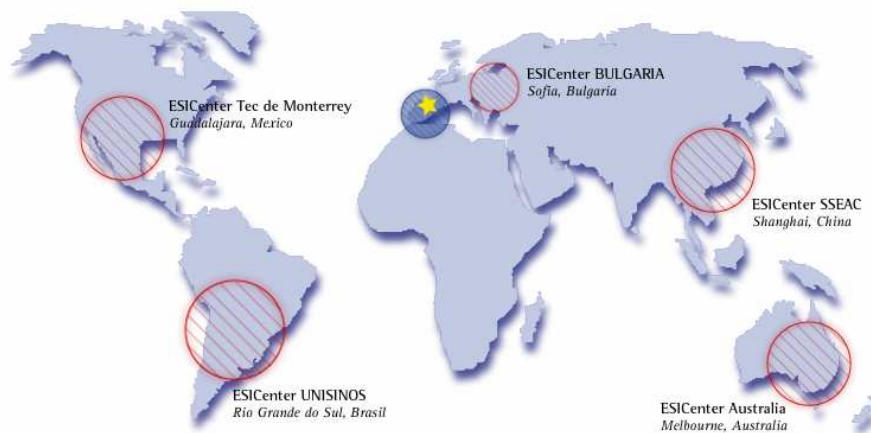 ESICenter BULGARIA
Sofia, Bulgaria
ESICenter Tec de Monterrey
Guadalajara, Mexico
ESICenter SSEAC
Shanghai, China
ESICenter UNISINOS
Rio Grande do Sul, Brasil
ESICenter Australia
Melbourne, Australia